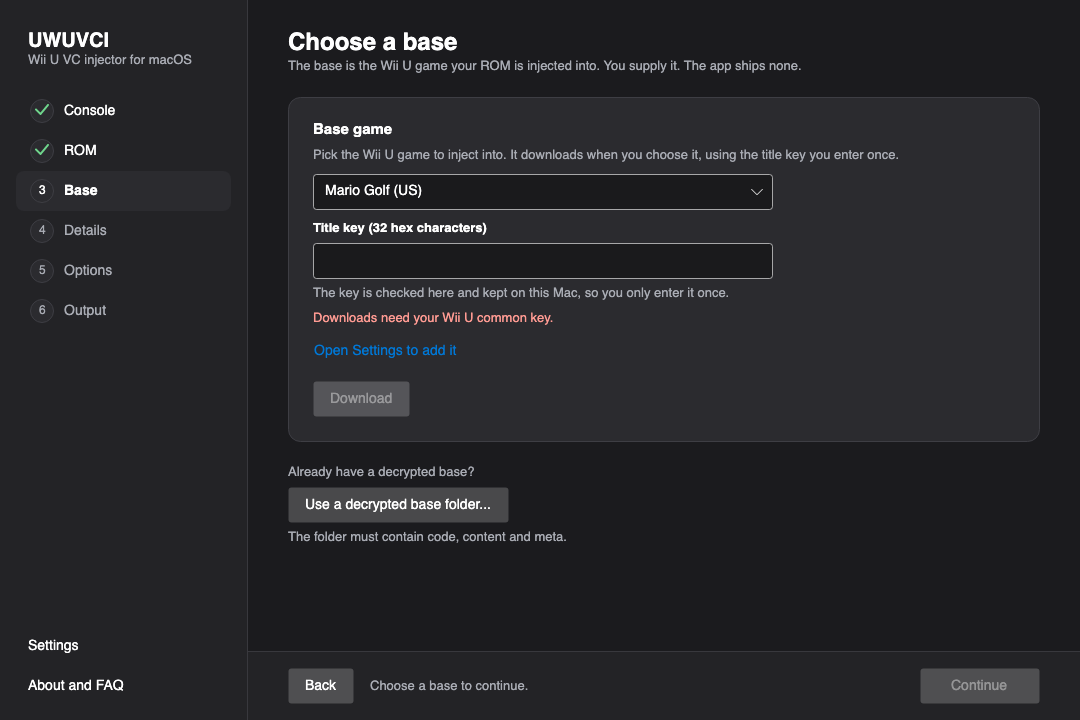 UWUVCI
Wii U VC injector for macOS
Console
ROM
3 Base
4 Details
5 Options
6 Output
Settings
About and FAQ
Choose a base
The base is the Wii U game your ROM is injected into. You supply it. The app ships none.
Base game
Pick the Wii U game to inject into. It downloads when you choose it, using the title key you enter once.
Mario Golf (US)
Title key (32 hex characters)
The key is checked here and kept on this Mac, so you only enter it once.
Downloads need your Wii U common key.
Open Settings to add it
Download
Already have a decrypted base?
Use a decrypted base folder...
The folder must contain code, content and meta.
Back
Choose a base to continue.
Continue